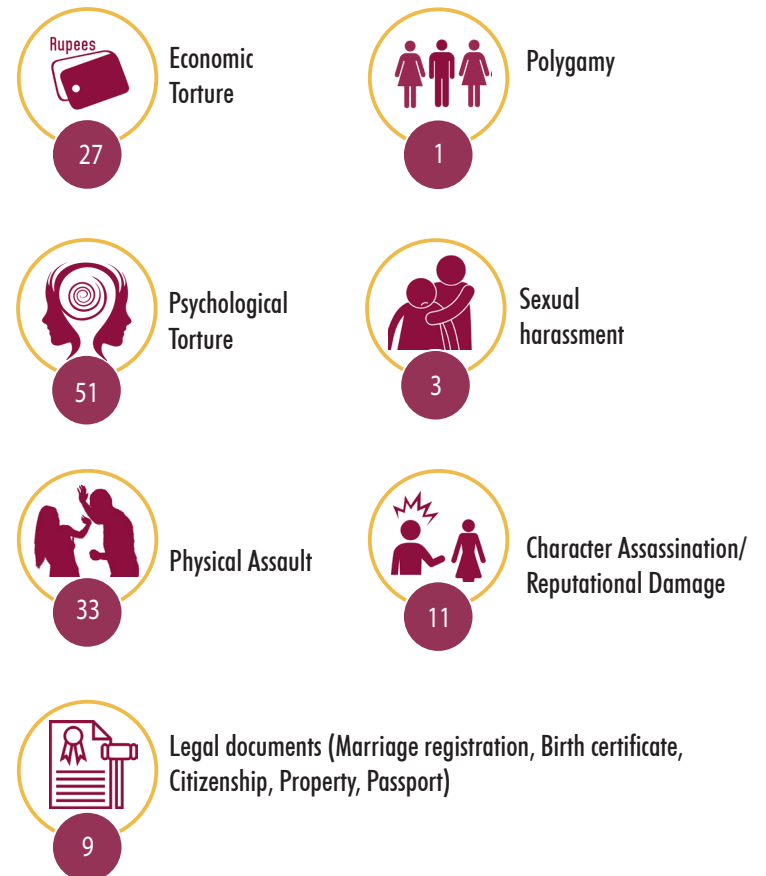 Rupees
Economic
Torture
27
Polygamy
1
Psychological
Torture
51
Sexual
harassment
3
Physical Assault
33
Character Assassination/
Reputational Damage
11
Legal documents (Marriage registration, Birth certificate,
Citizenship, Property, Passport)
9